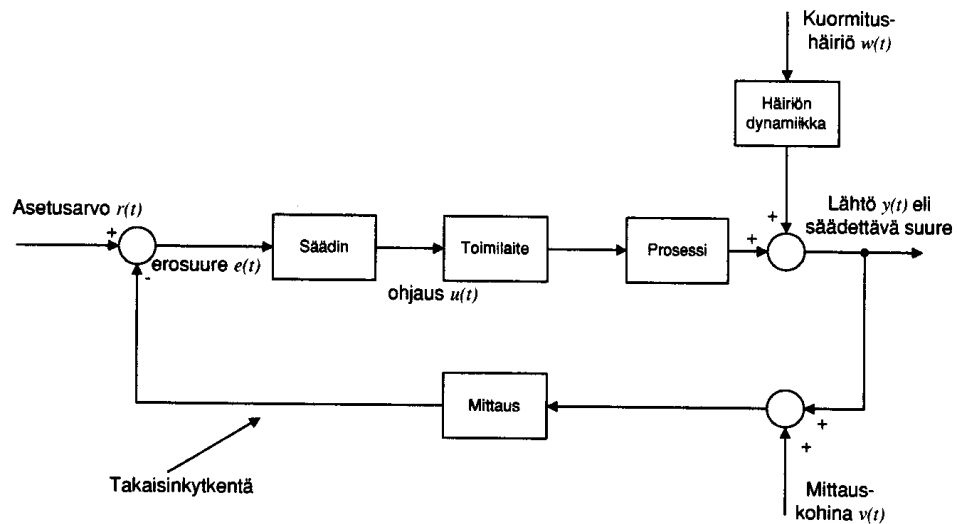 Kuormitus-
häiriö w(t)
Häiriön
dynamiikka
Asetusarvo r(t)
Lähtö y(t) eli
säädettävä suure
+
+
+
Säädin
Toimilaite
Prosessi
erosuure e(t)
-
ohjaus u(t)
Mittaus
+
+
Takaisinkytkentä
Mittaus-
kohina v(t)